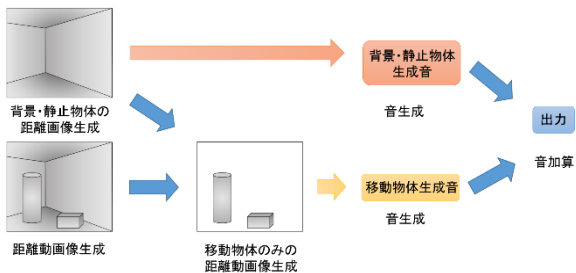 背景・静止物体の
距離画像生成
背景・静止物体
生成音
音生成
出力
音加算
距離動画像生成
移動物体のみの
距離動画像生成
移動物体生成音
音生成